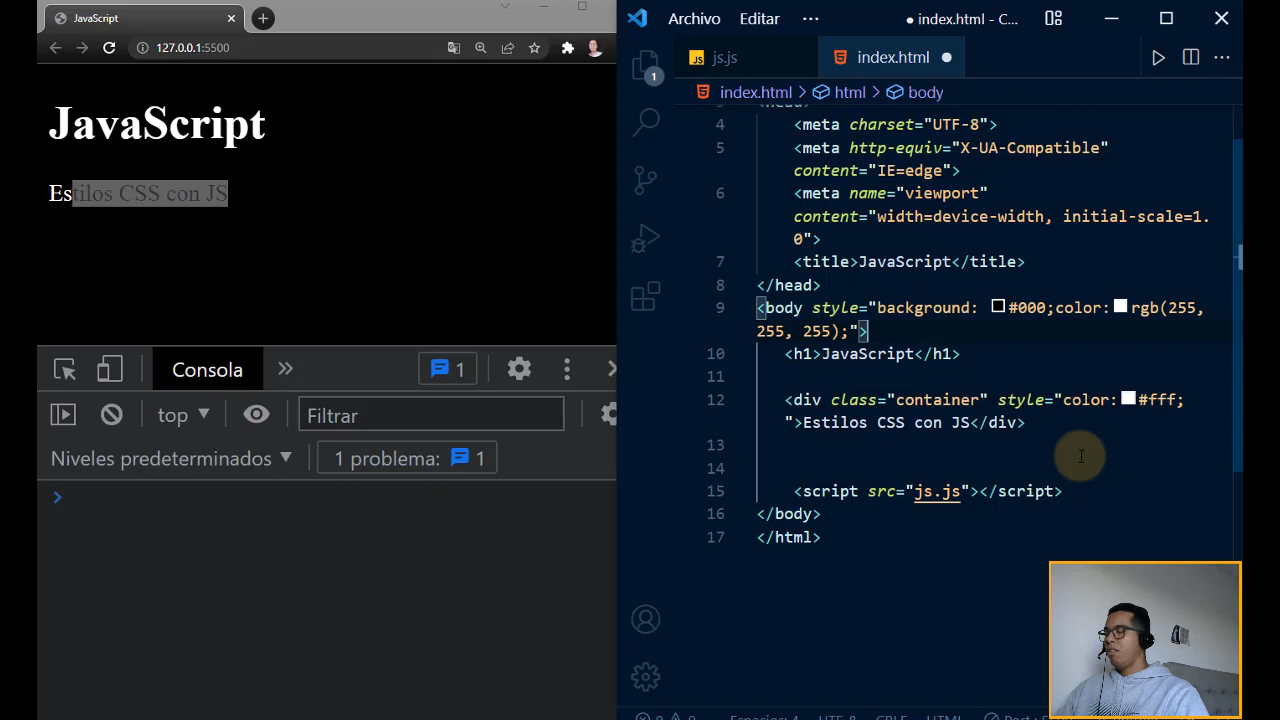 JavaScript
127.0.0.1:5500
JavaScript
Estilos CSS con JS
Consola
1
top
Filtrar
Niveles predeterminados
1 problema: 1
Archivo
Editar
index.html - C...
1
js.js
index.html
index.html > html > body
4 <meta charset="UTF-8">
5 <meta http-equiv="X-UA-Compatible"
content="IE=edge">
6 <meta name="viewport"
content="width=device-width, initial-scale=1.
0">
7 <title>JavaScript</title>
8 </head>
9 <body style="background: #000;color: rgb(255,
255, 255);">
10 <h1>JavaScript</h1>
11
12 <div class="container" style="color: #fff;
">Estilos CSS con JS</div>
13
14
15 <script src="js.js"></script>
16 </body>
17 </html>